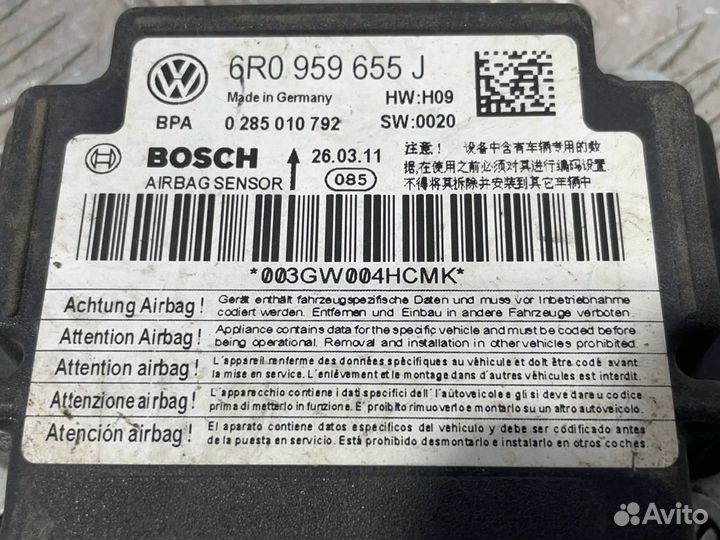 6R0 959 655 J
Made in Germany HW:H09
BPA 0 285 010 792 SW:0020
BOSCH 26.03.11
AIRBAG SENSOR 085
注意! 设备中含有车辆专用的数
据,在使用之前必须对其进行编码设置
不得将其拆除并安装到其它车辆中
*003GW004HCMK*
Achtung Airbag! Gerät enthält fahrzeugspezifische Daten und muss vor Inbetriebnahme
codiert werden. Entfernen und Einbau in andere Fahrzeuge verboten.
Attention Airbag! Appliance contains data for the specific vehicle and must be coded before
being operational. Removal and installation in other vehicles prohibited.
Attention airbag! L'appareil renferme des données spécifiques au véhicule et doit être codé avant
la mise en service. L'enlèvement et le montage dans d'autres véhicules est interdit.
Attenzione airbag! L'apparecchio contiene i dati specifici dell'autoveicolo e gli si deve dare u codice
prima di metterlo in funzione. E' proibito rimuoverlo e montarlo su un altro autoveicolo.
Atención airbag! El aparato contiene datos específicos del vehículo y debe ser codificado antes
de la puesta en servicio. Está prohibido desmontarlo e instalarlo en otros coches.
Avito